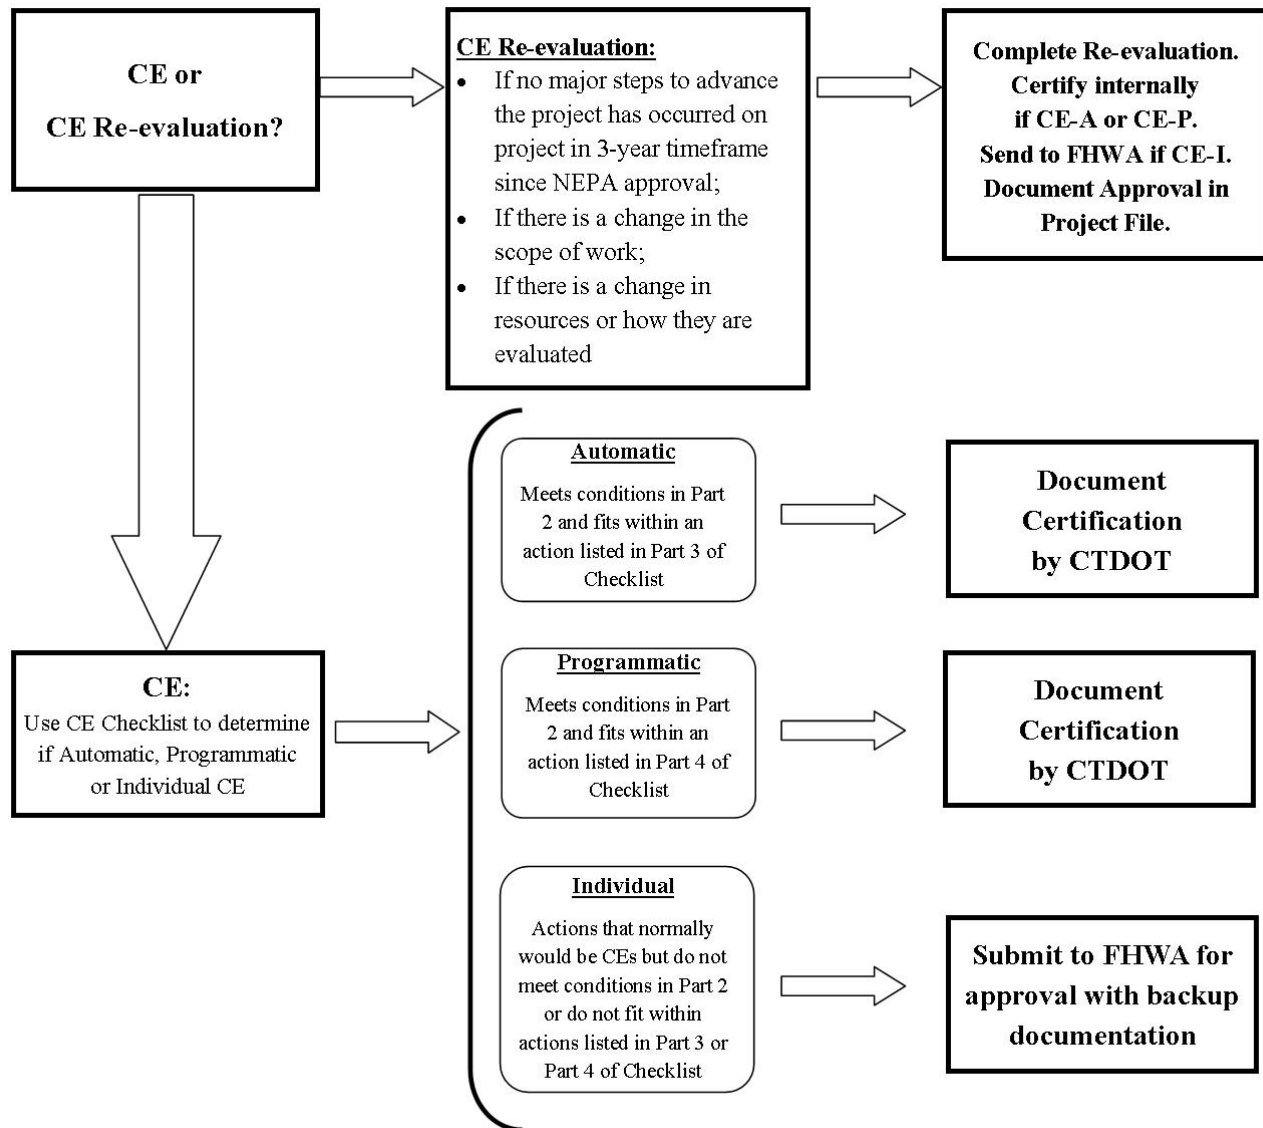 CE or
CE Re-evaluation?
CE Re-evaluation:
• If no major steps to advance
the project has occurred on
project in 3-year timeframe
since NEPA approval;
• If there is a change in the
scope of work;
• If there is a change in
resources or how they are
evaluated
Complete Re-evaluation.
Certify internally
if CE-A or CE-P.
Send to FHWA if CE-I.
Document Approval in
Project File.
CE:
Use CE Checklist to determine
if Automatic, Programmatic
or Individual CE
Automatic
Meets conditions in Part
2 and fits within an
action listed in Part 3 of
Checklist
Document
Certification
by CTDOT
Programmatic
Meets conditions in Part
2 and fits within an
action listed in Part 4 of
Checklist
Document
Certification
by CTDOT
Individual
Actions that normally
would be CEs but do not
meet conditions in Part 2
or do not fit within
actions listed in Part 3 or
Part 4 of Checklist
Submit to FHWA for
approval with backup
documentation